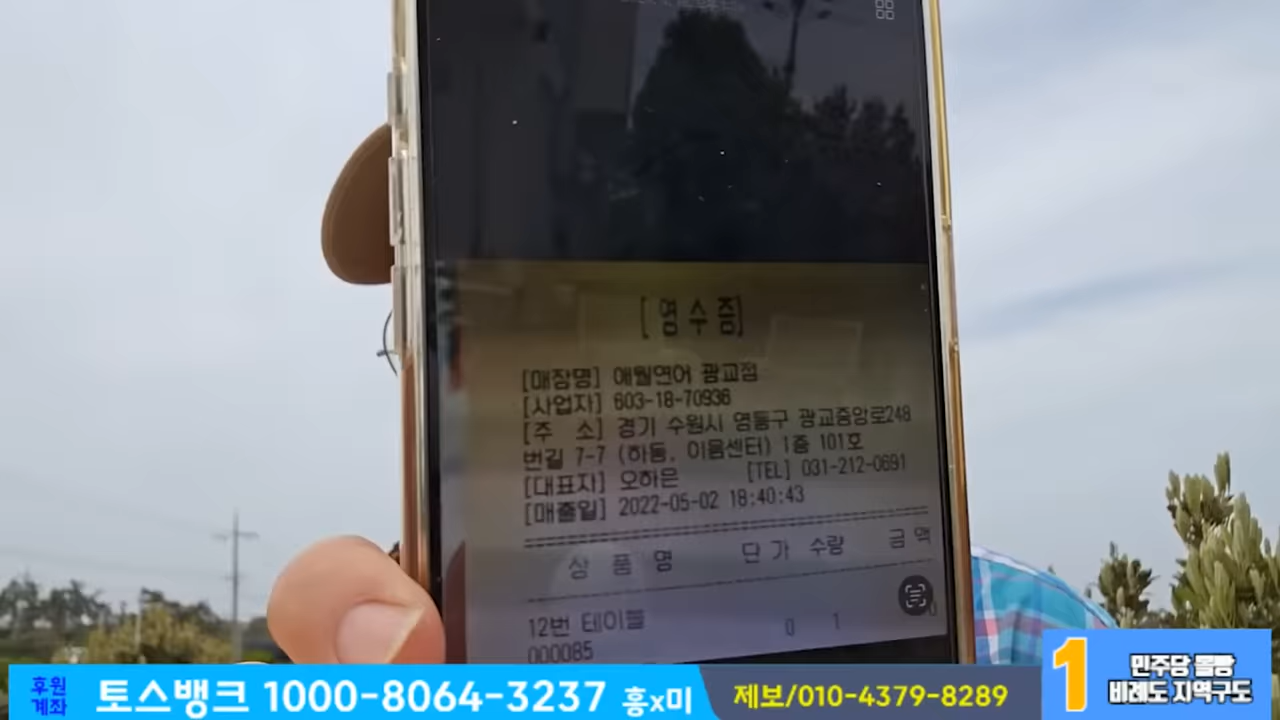 [영수증]
[매장명] 애월연어 광교점
[사업자] 603-18-70936
[주 소] 경기 수원시 영통구 광교중앙로248
번길 7-7 (하동, 이음센터) 1층 101호
[대표자] 오하은 [TEL] 031-212-0691
[매출일] 2022-05-02 18:40:43
상 품 명 단 가 수량 금 액
12번 테이블 0 1 0
000085
후원
계좌
토스뱅크 1000-8064-3237 홍x미
제보/010-4379-8289
1
민주당 몰빵
비례도 지역구도